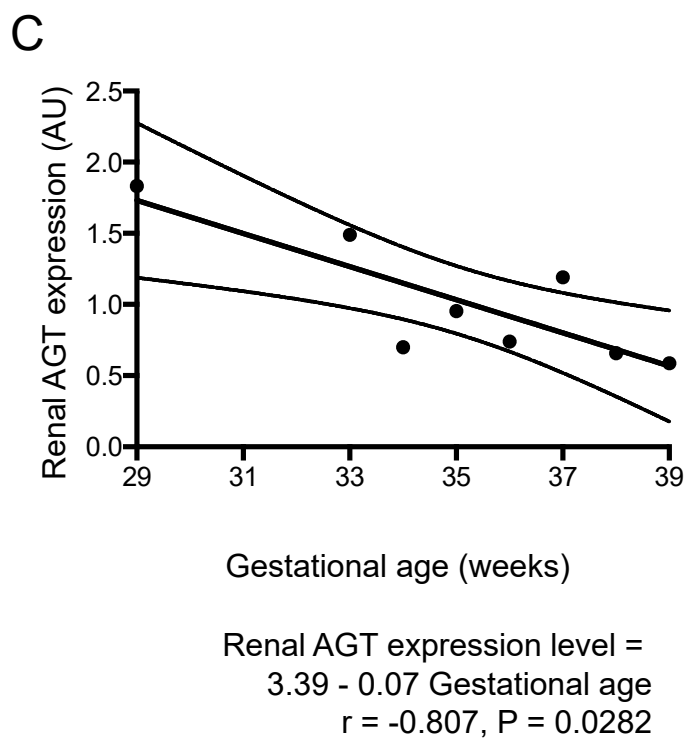 C
Renal AGT expression (AU)
2.5
2.0
1.5
1.0
0.5
0.0
29 31 33 35 37 39
Gestational age (weeks)
Renal AGT expression level =
3.39 - 0.07 Gestational age
r = -0.807, P = 0.0282